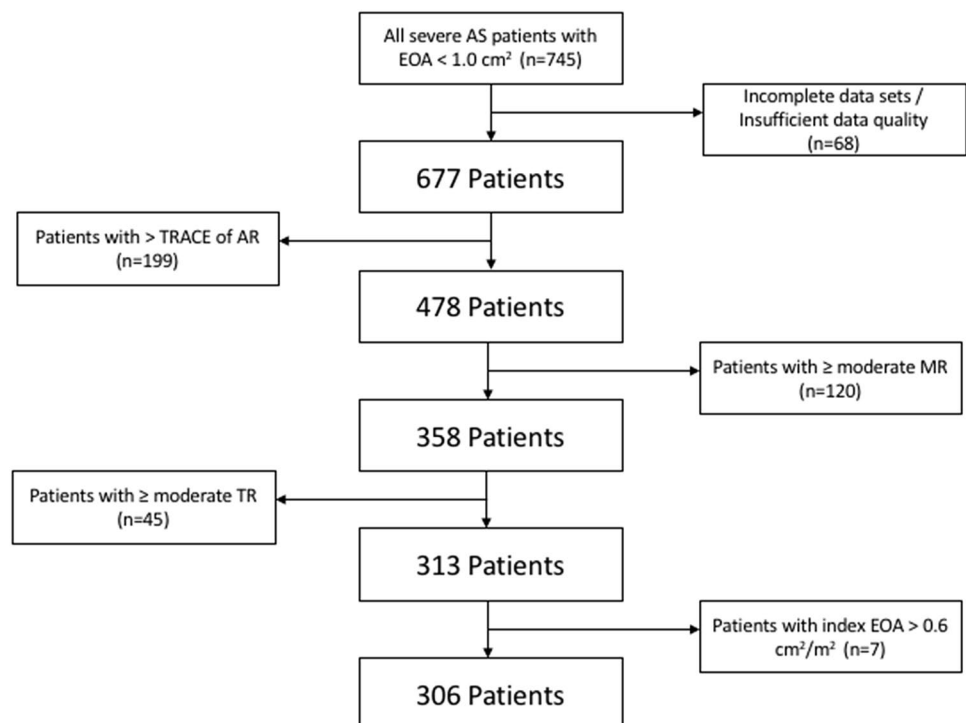 All severe AS patients with
EOA < 1.0 cm² (n=745)
Incomplete data sets /
Insufficient data quality
(n=68)
677 Patients
Patients with > TRACE of AR
(n=199)
478 Patients
Patients with ≥ moderate MR
(n=120)
358 Patients
Patients with ≥ moderate TR
(n=45)
313 Patients
Patients with index EOA > 0.6
cm²/m² (n=7)
306 Patients